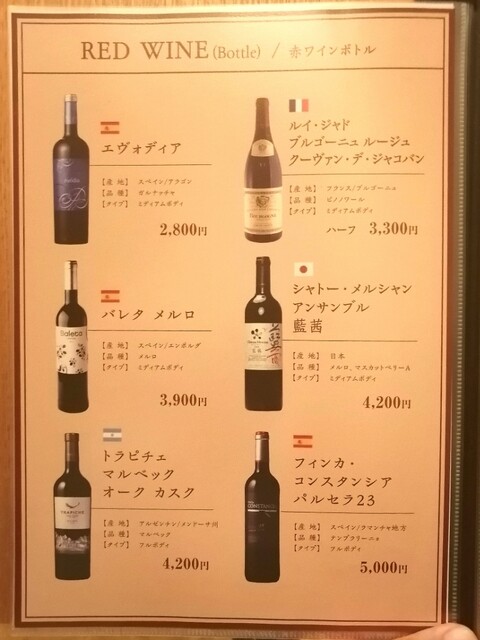 RED WINE (Bottle) / 赤ワインボトル
エヴォディア
【産 地】 スペイン/アラゴン
【品 種】 ガルナッチャ
【タイプ】 ミディアムボディ
2,800円
ルイ・ジャド
ブルゴーニュ ルージュ
クーヴァン・デ・ジャコバン
【産 地】 フランス/ブルゴーニュ
【品 種】 ピノノワール
【タイプ】 ミディアムボディ
ハーフ 3,300円
Baleta
バレタ メルロ
【産 地】 スペイン/エンボルダ
【品 種】 メルロ
【タイプ】 ミディアムボディ
3,900円
シャトー・メルシャン
アンサンブル
藍茜
【産 地】 日本
【品 種】 メルロ、マスカットベリーA
【タイプ】 ミディアムボディ
4,200円
TRAPICHE
トラピチェ
マルベック
オーク カスク
【産 地】 アルゼンチン/メンドーサ州
【品 種】 マルベック
【タイプ】 フルボディ
4,200円
フィンカ・
コンスタンシア
パルセラ23
【産 地】 スペイン/ラマンチャ地方
【品 種】 テンプラリーニョ
【タイプ】 フルボディ
5,000円